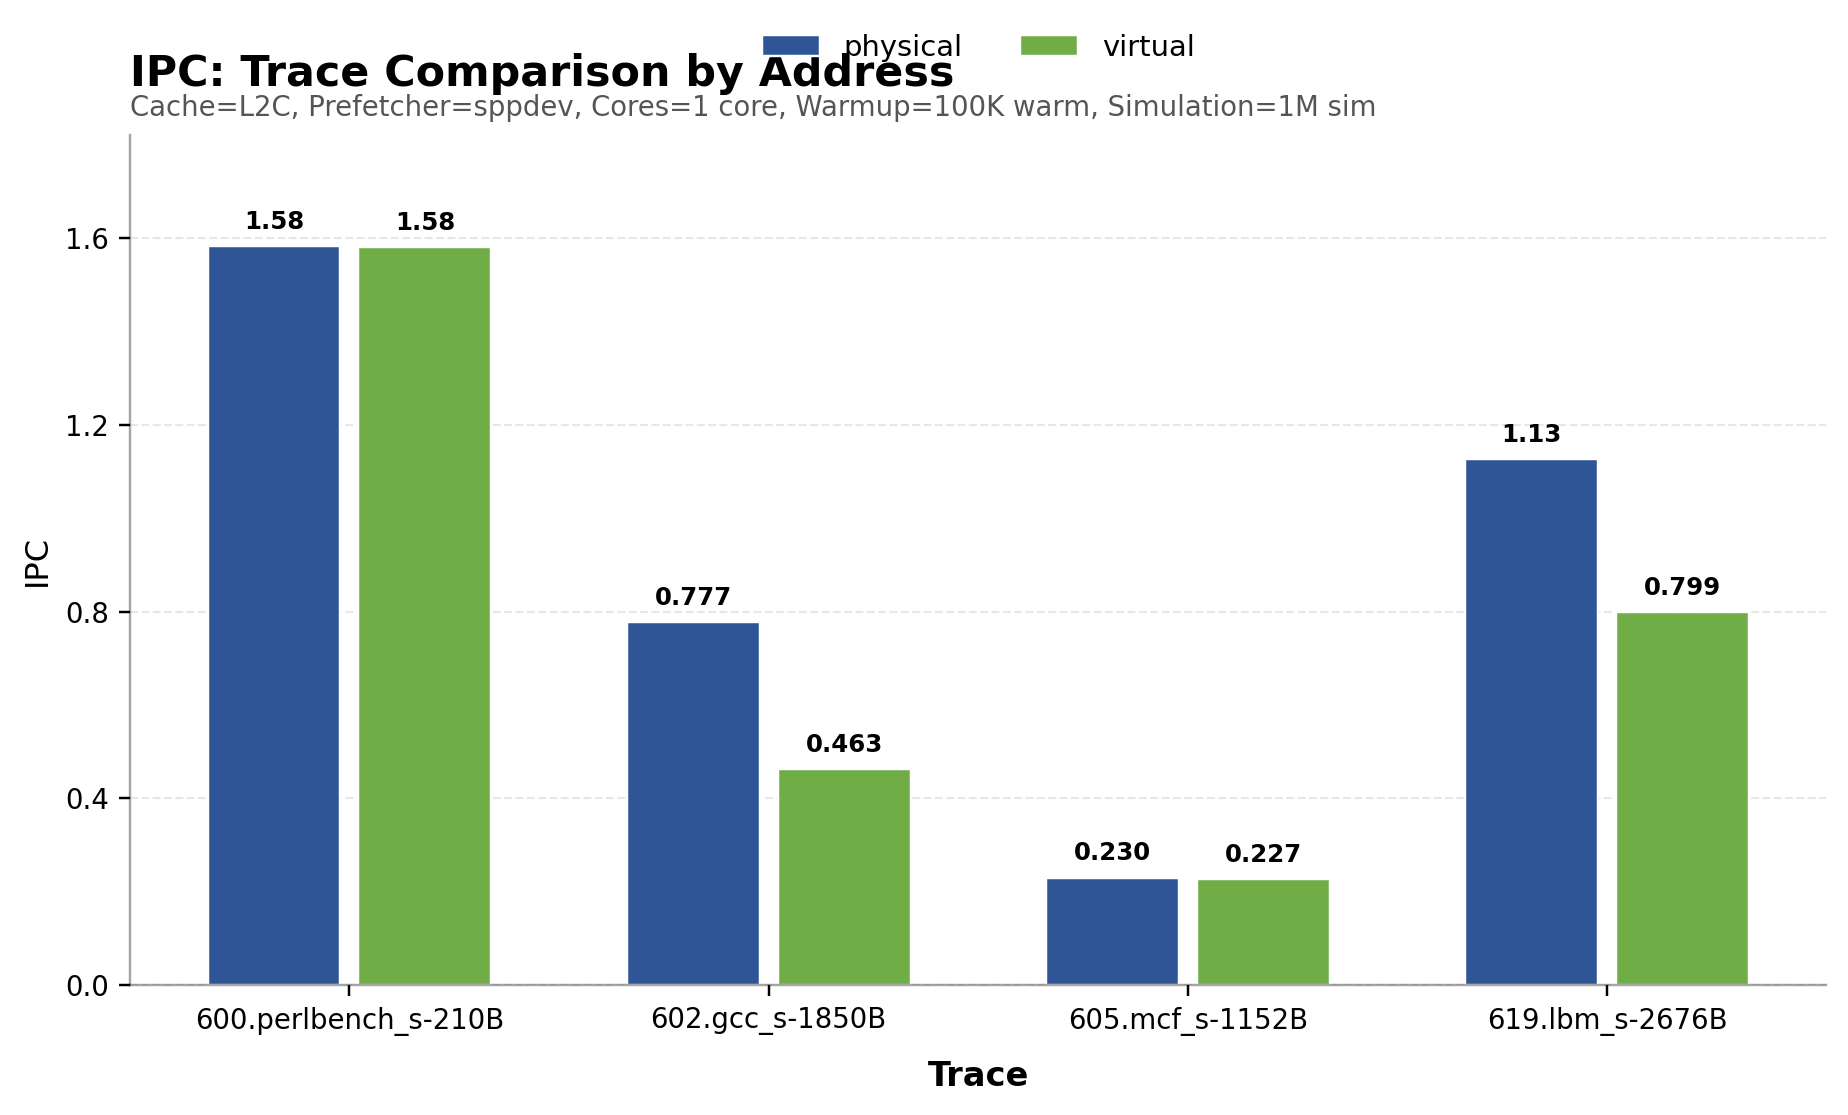 physical virtual
IPC: Trace Comparison by Address
Cache=L2C, Prefetcher=sppdev, Cores=1 core, Warmup=100K warm, Simulation=1M sim
1.58 1.58
1.6
1.2
1.13
0.777
0.799
IPC
0.8
0.463
0.4
0.230 0.227
0.0
600.perlbench_s-210B 602.gcc_s-1850B 605.mcf_s-1152B 619.lbm_s-2676B
Trace